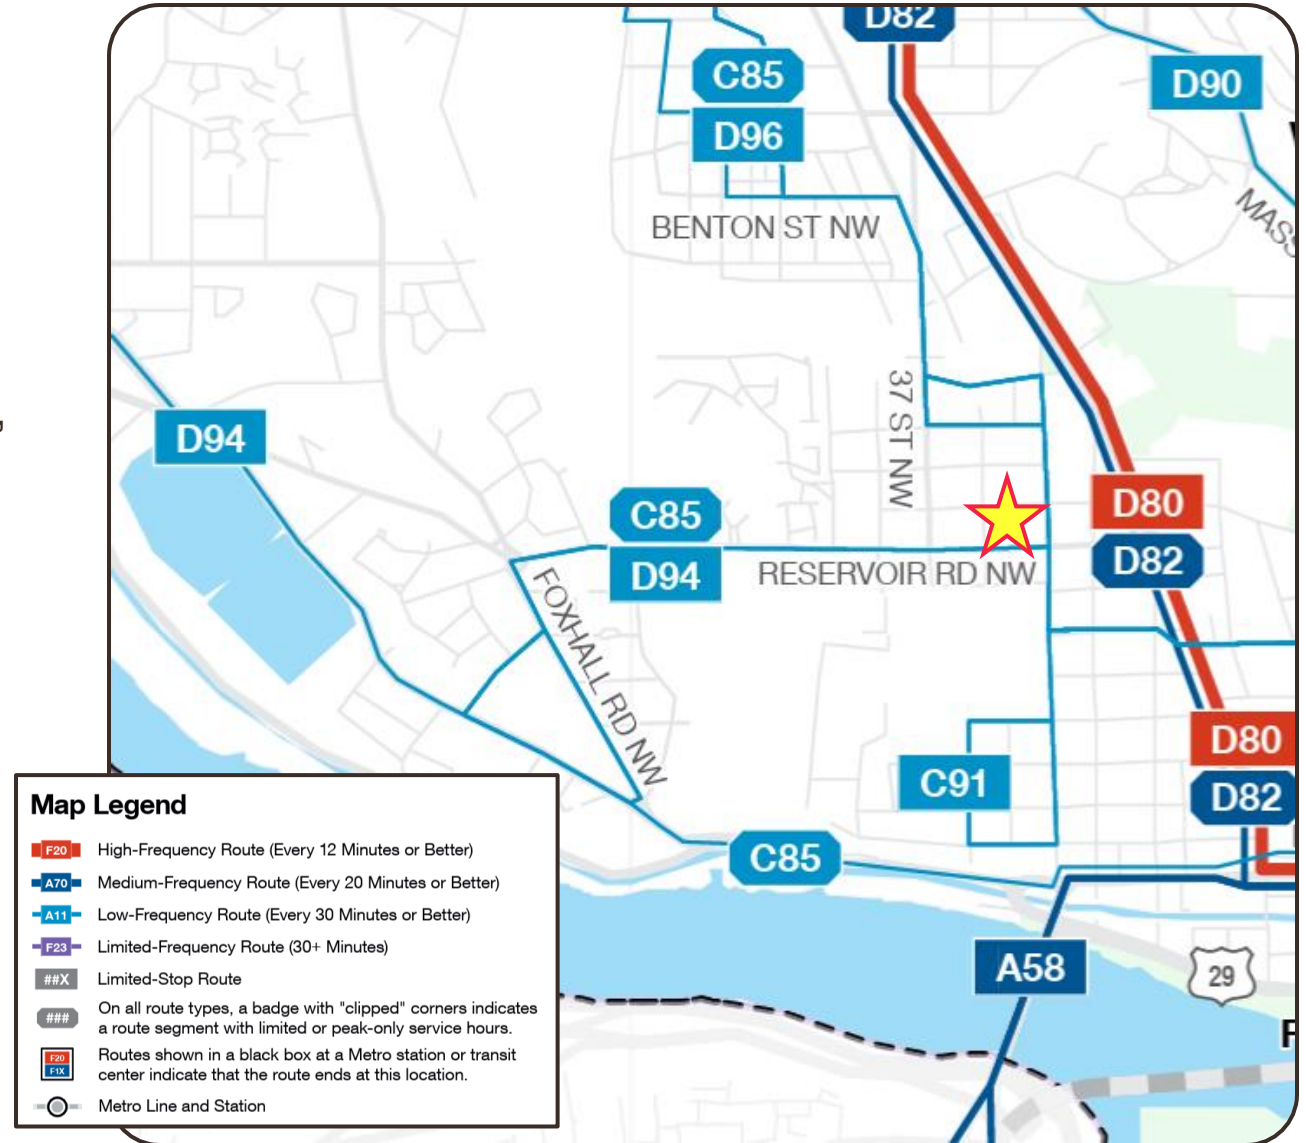 D82
C85
D96
D90
BENTON ST NW
MASS
37 ST NW
D94
C85
D94
D80
D82
RESERVOIR RD NW
FOXHALL RD NW
D80
D82
C91
C85
A58
29
Map Legend
F20 High-Frequency Route (Every 12 Minutes or Better)
A70 Medium-Frequency Route (Every 20 Minutes or Better)
A11 Low-Frequency Route (Every 30 Minutes or Better)
F23 Limited-Frequency Route (30+ Minutes)
##X Limited-Stop Route
### On all route types, a badge with "clipped" corners indicates
a route segment with limited or peak-only service hours.
F20 Routes shown in a black box at a Metro station or transit
F1X center indicate that the route ends at this location.
Metro Line and Station